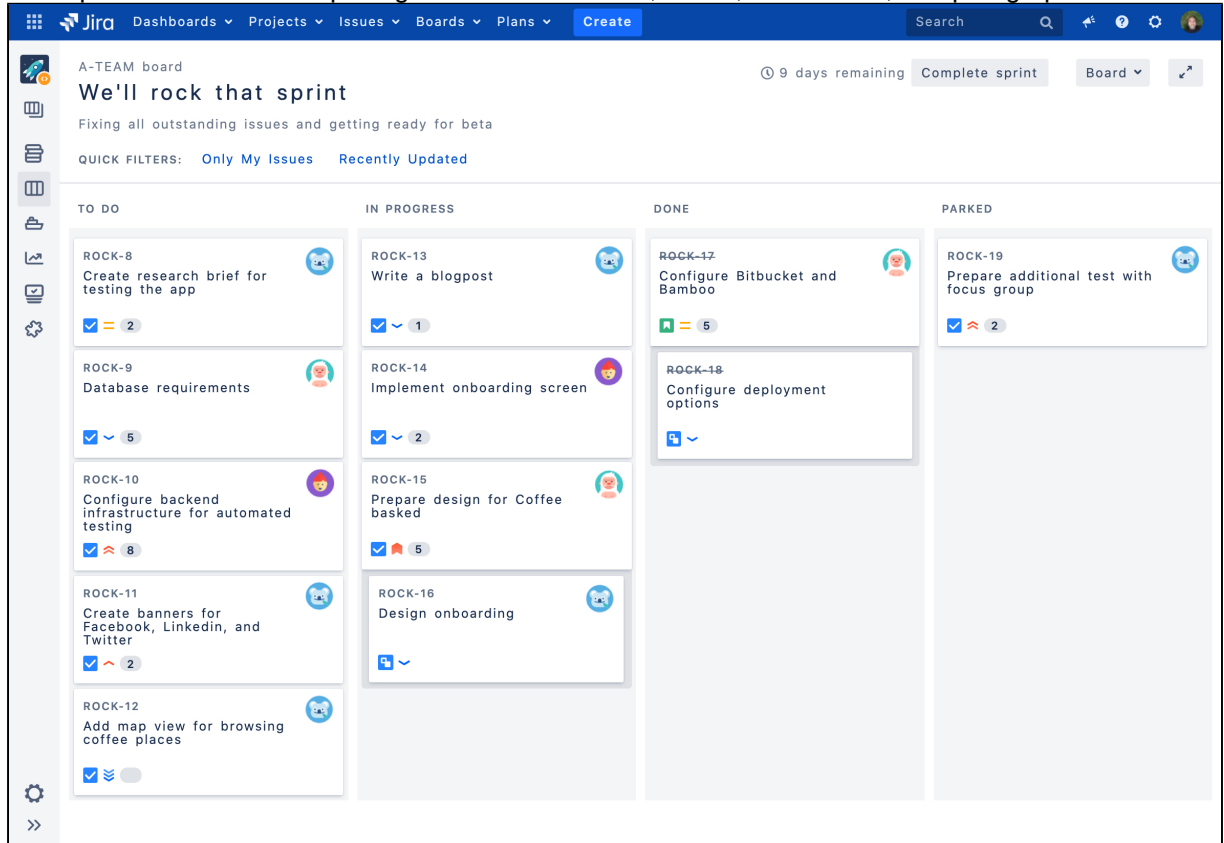 Jira Dashboards Projects Issues Boards Plans Create Search
A-TEAM board
9 days remaining Complete sprint Board
We'll rock that sprint
Fixing all outstanding issues and getting ready for beta
QUICK FILTERS: Only My Issues Recently Updated
TO DO
ROCK-8
Create research brief for
testing the app
2
ROCK-9
Database requirements
5
ROCK-10
Configure backend
infrastructure for automated
testing
8
ROCK-11
Create banners for
Facebook, Linkedin, and
Twitter
2
ROCK-12
Add map view for browsing
coffee places
IN PROGRESS
ROCK-13
Write a blogpost
1
ROCK-14
Implement onboarding screen
2
ROCK-15
Prepare design for Coffee
basked
5
ROCK-16
Design onboarding
DONE
ROCK-17
Configure Bitbucket and
Bamboo
5
ROCK-18
Configure deployment
options
PARKED
ROCK-19
Prepare additional test with
focus group
2